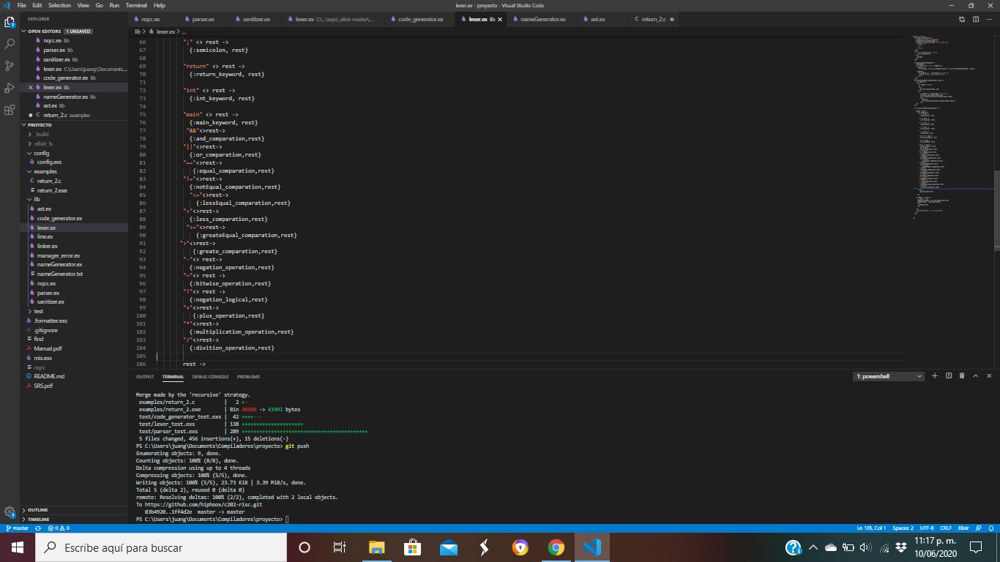 File Edit Selection View Go Run Terminal Help
lexer.ex - proyecto - Visual Studio Code
EXPLORER
nqcc.ex
parser.ex
sanitizer.ex
lexer.ex C:\...\nqcc_elixir-master\...
code_generator.ex
lexer.ex lib
nameGenerator.ex
ast.ex
return_2.c
OPEN EDITORS 1 UNSAVED
nqcc.ex lib
parser.ex lib
sanitizer.ex lib
lexer.ex C:\Users\juang\Documents...
code_generator.ex lib
lexer.ex lib
nameGenerator.ex lib
ast.ex lib
return_2.c examples
PROYECTO
_build
.elixir_ls
config
config.exs
examples
return_2.c
return_2.exe
lib
ast.ex
code_generator.ex
lexer.ex
line.ex
linker.ex
manager_error.ex
nameGenerator.ex
nameGenerator.txt
nqcc.ex
parser.ex
sanitizer.ex
test
.formatter.exs
.gitignore
find
Manual.pdf
mix.exs
nqcc
README.md
SRS.pdf
OUTLINE
TIMELINE
lib > lexer.ex > ...
66 ";" <> rest ->
67 {:semicolon, rest}
68
69 "return" <> rest ->
70 {:return_keyword, rest}
71
72 "int" <> rest ->
73 {:int_keyword, rest}
74
75 "main" <> rest ->
76 {:main_keyword, rest}
77 "&&"<>rest->
78 {:and_comparation,rest}
79 "||"<>rest->
80 {:or_comparation,rest}
81 "=="<>rest->
82 {:equal_comparation,rest}
83 "!="<>rest->
84 {:notEqual_comparation,rest}
85 "<="<>rest->
86 {:lessEqual_comparation,rest}
87 "<"<>rest->
88 {:less_comparation,rest}
89 ">="<>rest->
90 {:greateEqual_comparation,rest}
91 ">"<>rest->
92 {:greate_comparation,rest}
93 "-"<> rest->
94 {:negation_operation,rest}
95 "~"<> rest ->
96 {:bitwise_operation,rest}
97 "!"<> rest ->
98 {:negation_logical,rest}
99 "+"<>rest->
100 {:plus_operation,rest}
101 "*"<>rest->
102 {:multiplication_operation,rest}
103 "/"<>rest->
104 {:divition_operation,rest}
105
106 rest ->
OUTPUT TERMINAL DEBUG CONSOLE PROBLEMS
1: powershell
Merge made by the 'recursive' strategy.
examples/return_2.c | 2 +-
examples/return_2.exe | Bin 40600 -> 41991 bytes
test/code_generator_test.exs | 42 ++++---
test/lexer_test.exs | 138 +++++++++++++++++++++
test/parser_test.exs | 289 +++++++++++++++++++++++++++++++++++++++++++
5 files changed, 456 insertions(+), 15 deletions(-)
PS C:\Users\juang\Documents\Compiladores\proyecto> git push
Enumerating objects: 9, done.
Counting objects: 100% (8/8), done.
Delta compression using up to 4 threads
Compressing objects: 100% (5/5), done.
Writing objects: 100% (5/5), 23.73 KiB | 3.39 MiB/s, done.
Total 5 (delta 2), reused 0 (delta 0)
remote: Resolving deltas: 100% (2/2), completed with 2 local objects.
To https://github.com/hiphoox/c202-risc.git
03b4920..1ff4d2e master -> master
PS C:\Users\juang\Documents\Compiladores\proyecto>
master 0 0
Ln 105, Col 1 Spaces: 2 UTF-8 CRLF Elixir
Escribe aquí para buscar
11:17 p. m.
10/06/2020